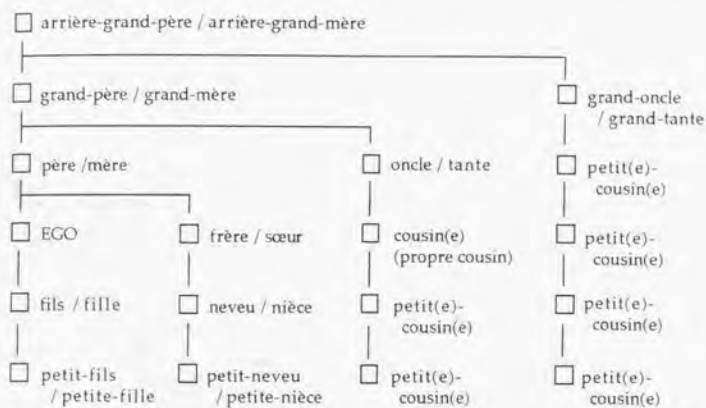 arrière-grand-père / arrière-grand-mère
grand-père / grand-mère
grand-oncle
/ grand-tante
père /mère
oncle / tante
petit(e)-
cousin(e)
EGO
frère / sœur
cousin(e)
(propre cousin)
petit(e)-
cousin(e)
fils / fille
neveu / nièce
petit(e)-
cousin(e)
petit(e)-
cousin(e)
petit-fils
/ petite-fille
petit-neveu
/ petite-nièce
petit(e)-
cousin(e)
petit(e)-
cousin(e)